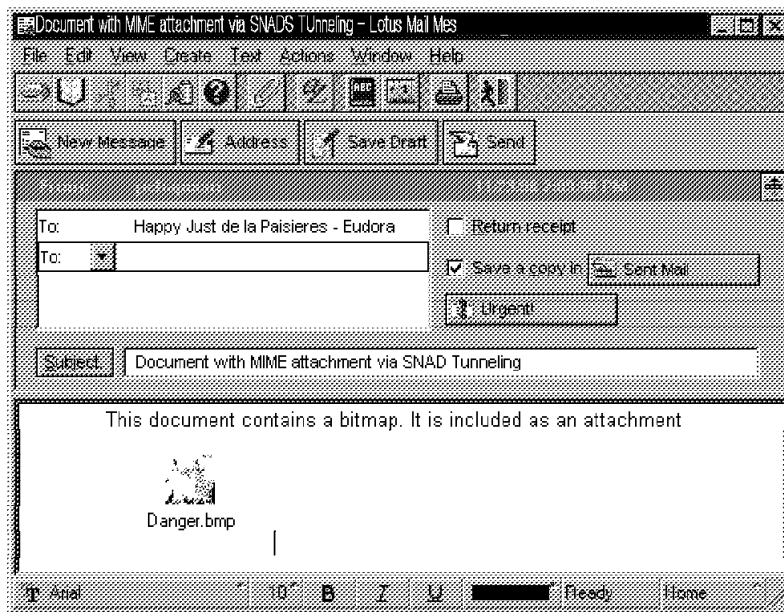 Document with MIME attachment via SNADS TUnneling - Lotus Mail Mes
File Edit View Create Text Actions Window Help
ABC
New Message Address Save Draft Send
To: Happy Just de la Paisieres - Eudora
Return receipt
To:
Save a copy in Sent Mail
Urgent!
Subject: Document with MIME attachment via SNAD Tunneling
This document contains a bitmap. It is included as an attachment
Danger.bmp
T Arial 10 B I U Ready Home